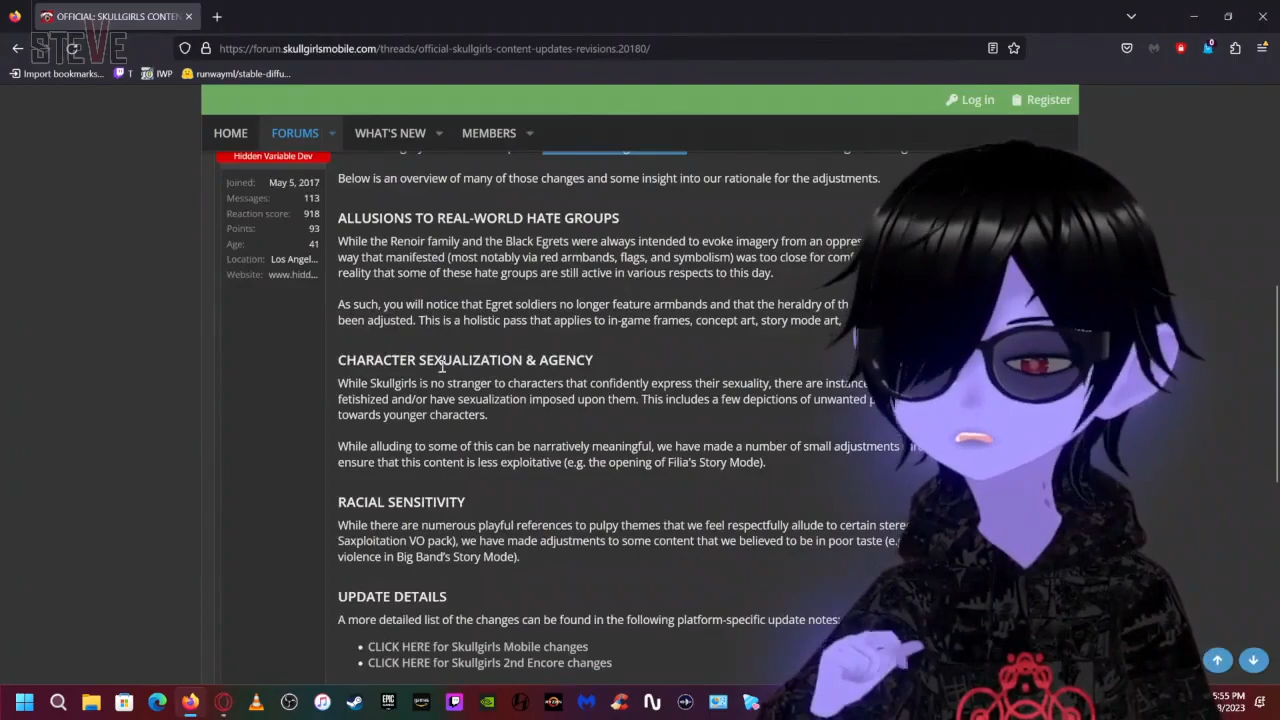 OFFICIAL: SKULLGIRLS CONTEN
STEVE
https://forum.skullgirlsmobile.com/threads/official-skullgirls-content-updates-revisions.20180/
Import bookmarks... T IWP runwayml/stable-diffu...
Log in Register
HOME FORUMS WHAT'S NEW MEMBERS
Hidden Variable Dev
Joined: May 5, 2017
Messages: 113
Reaction score: 918
Points: 93
Age: 41
Location: Los Angel...
Website: www.hidd...
Below is an overview of many of those changes and some insight into our rationale for the adjustments.
ALLUSIONS TO REAL-WORLD HATE GROUPS
While the Renoir family and the Black Egrets were always intended to evoke imagery from an
way that manifested (most notably via red armbands, flags, and symbolism) was too close for
reality that some of these hate groups are still active in various respects to this day.
As such, you will notice that Egret soldiers no longer feature armbands and that the heraldry of
been adjusted. This is a holistic pass that applies to in-game frames, concept art, story mode art,
CHARACTER SEXUALIZATION & AGENCY
While Skullgirls is no stranger to characters that confidently express their sexuality, there are
fetishized and/or have sexualization imposed upon them. This includes a few depictions of unwanted
towards younger characters.
While alluding to some of this can be narratively meaningful, we have made a number of small adjustments
ensure that this content is less exploitative (e.g. the opening of Filia's Story Mode).
RACIAL SENSITIVITY
While there are numerous playful references to pulpy themes that we feel respectfully allude to certain
Saxploitation VO pack), we have made adjustments to some content that we believed to be in poor taste
violence in Big Band's Story Mode).
UPDATE DETAILS
A more detailed list of the changes can be found in the following platform-specific update notes:
• CLICK HERE for Skullgirls Mobile changes
• CLICK HERE for Skullgirls 2nd Encore changes
5:55 PM
8/2023